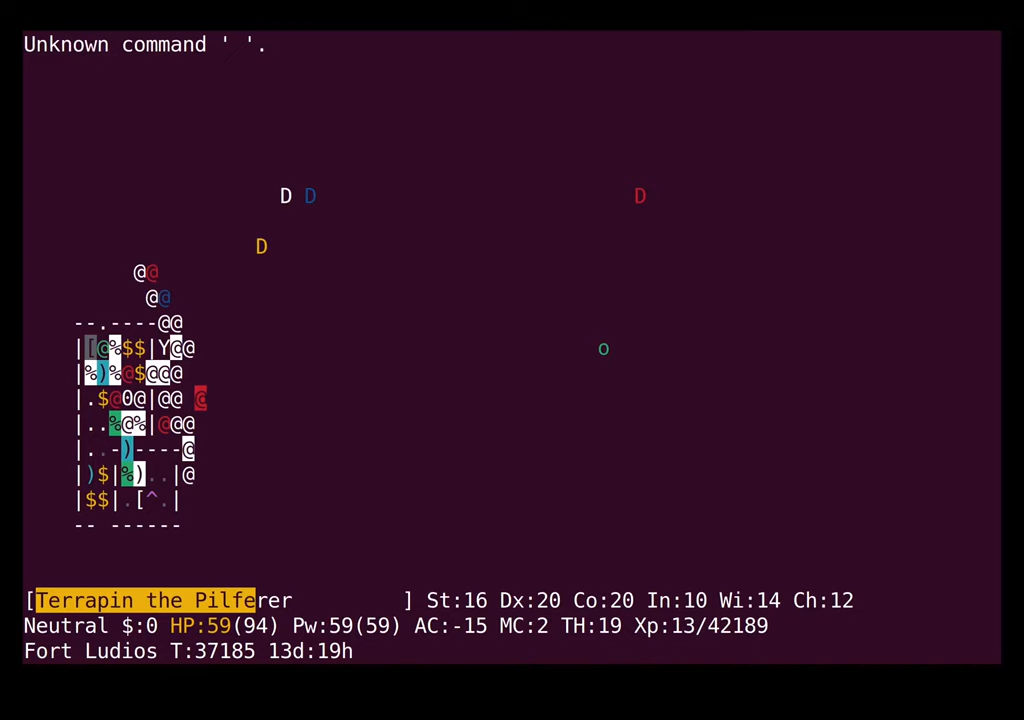 Unknown command ' '.
D D D
D
@@
@@
--.----@@
|[@%$$|Y@@ o
|%)%@$@@@
|.$@0@|@@ @
|..%@%|@@@
|..-)----@
|)$|%)..|@
|$$|.[^.|
-- ------
[Terrapin the Pilferer ] St:16 Dx:20 Co:20 In:10 Wi:14 Ch:12
Neutral $:0 HP:59(94) Pw:59(59) AC:-15 MC:2 TH:19 Xp:13/42189
Fort Ludios T:37185 13d:19h